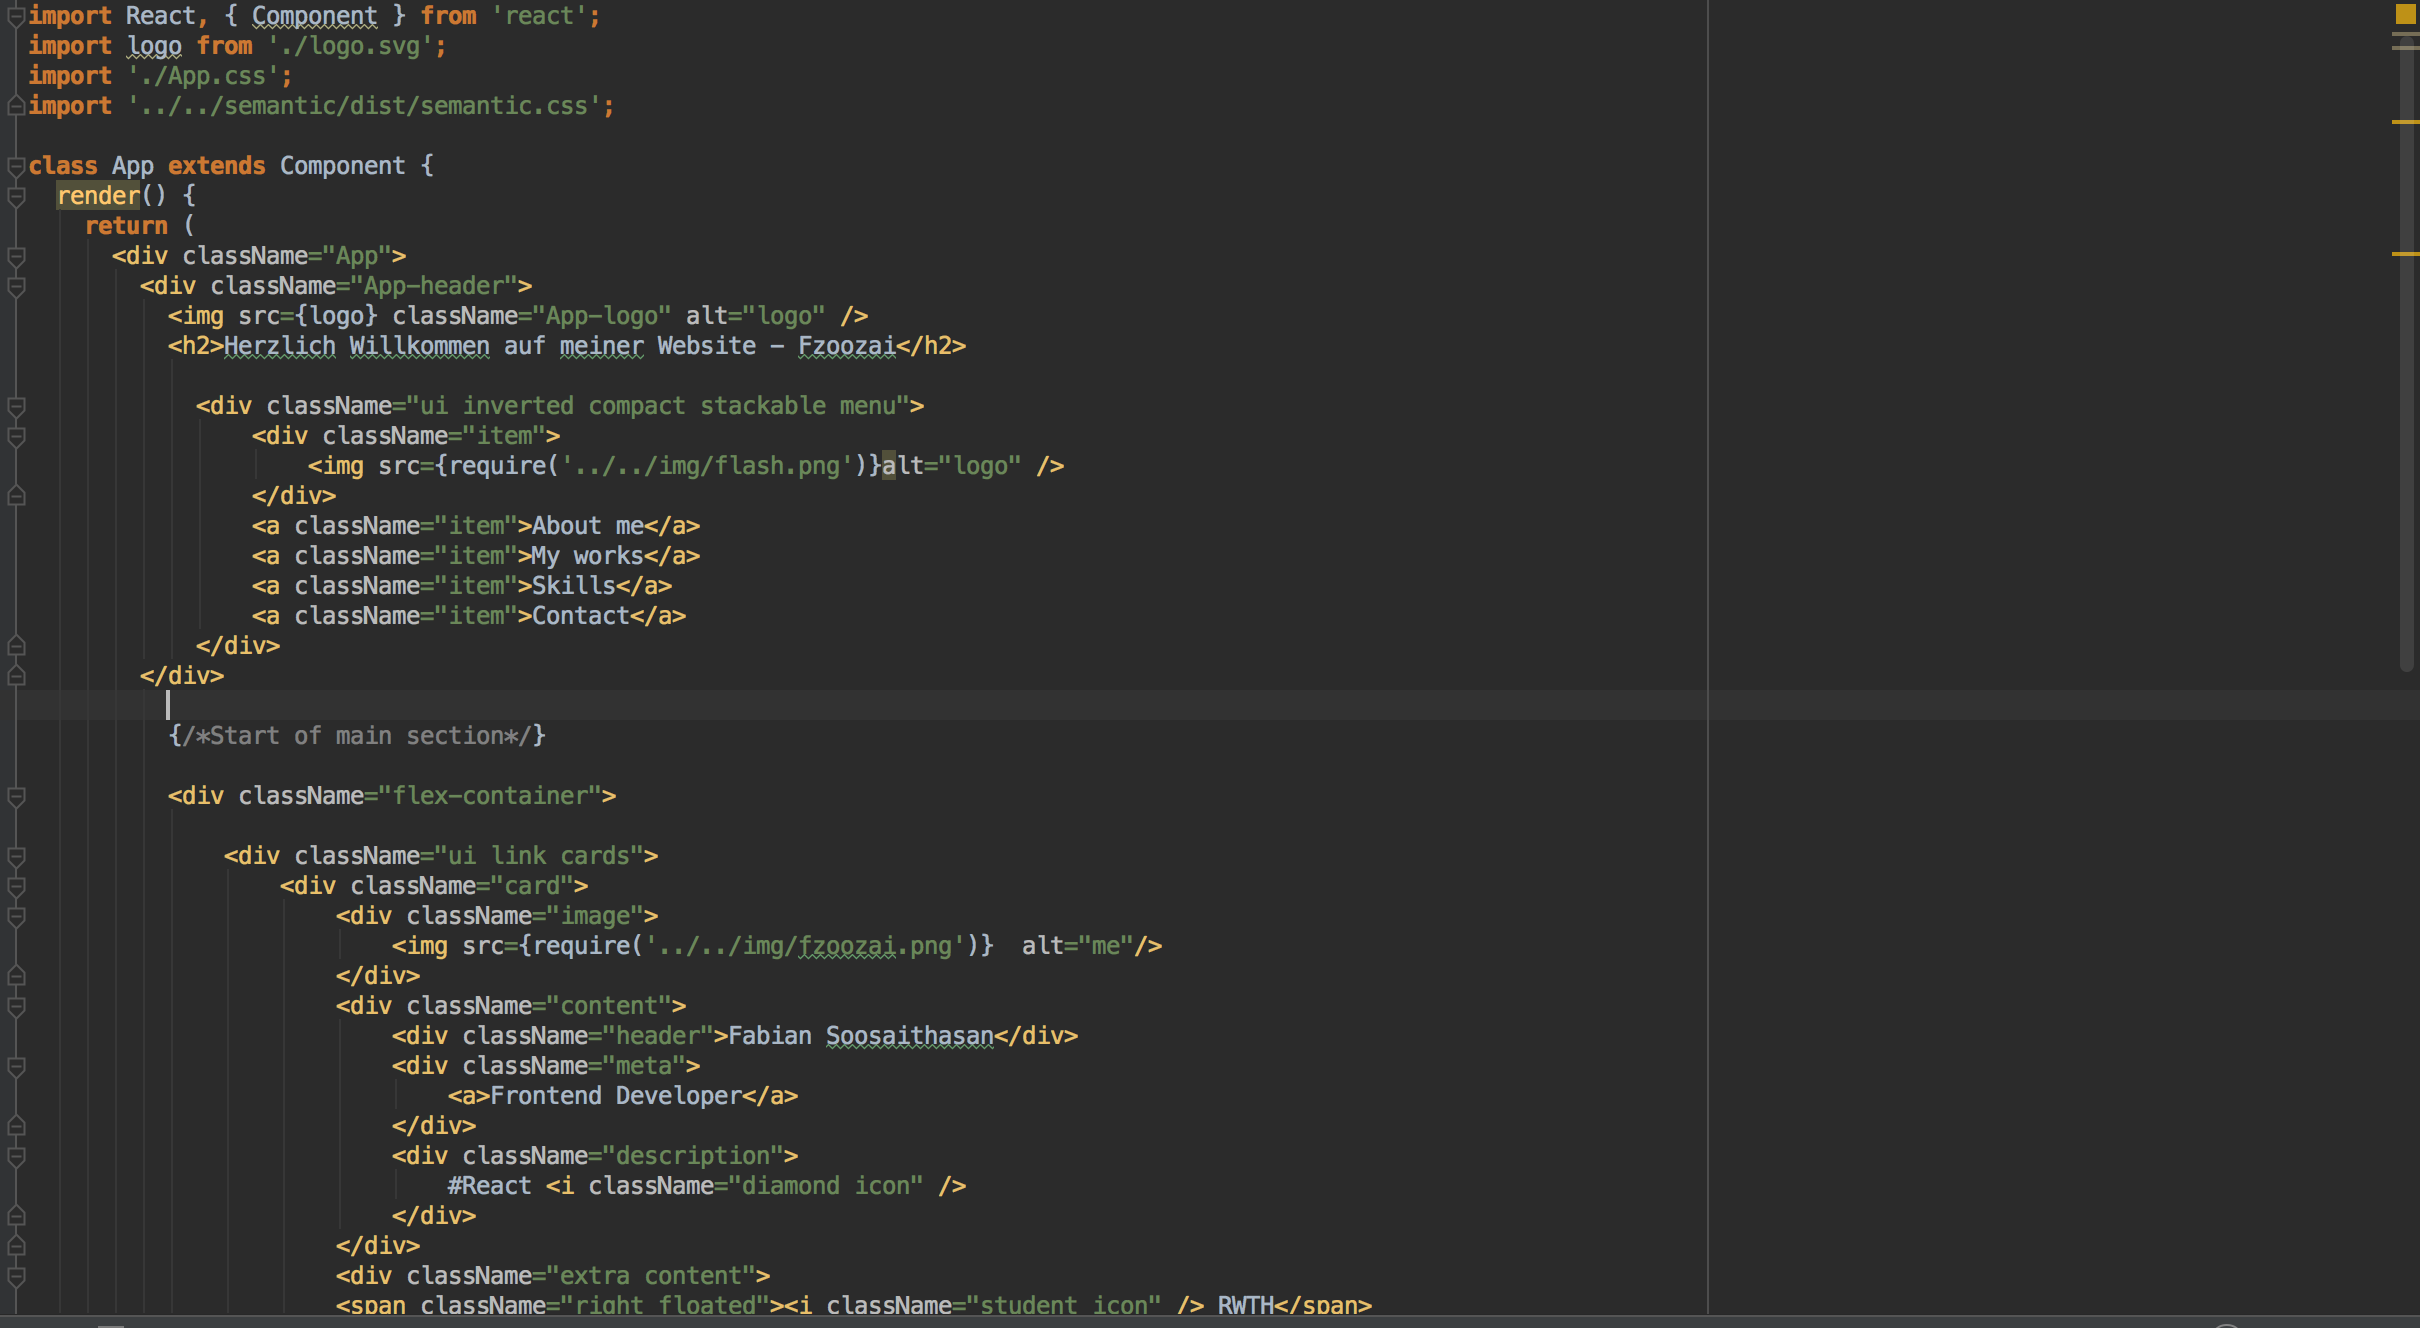 import React, { Component } from 'react';
import logo from './logo.svg';
import './App.css';
import '../../semantic/dist/semantic.css';
class App extends Component {
render() {
return (
<div className="App">
<div className="App-header">
<img src={logo} className="App-logo" alt="logo" />
<h2>Herzlich Willkommen auf meiner Website - Fzoozai</h2>
<div className="ui inverted compact stackable menu">
<div className="item">
<img src={require('../../img/flash.png')}alt="logo" />
</div>
<a className="item">About me</a>
<a className="item">My works</a>
<a className="item">Skills</a>
<a className="item">Contact</a>
</div>
</div>
{/*Start of main section*/}
<div className="flex-container">
<div className="ui link cards">
<div className="card">
<div className="image">
<img src={require('../../img/fzoozai.png')}  alt="me"/>
</div>
<div className="content">
<div className="header">Fabian Soosaithasan</div>
<div className="meta">
<a>Frontend Developer</a>
</div>
<div className="description">
#React <i className="diamond icon" />
</div>
</div>
<div className="extra content">
<span className="right floated"><i className="student icon" /> RWTH</span>